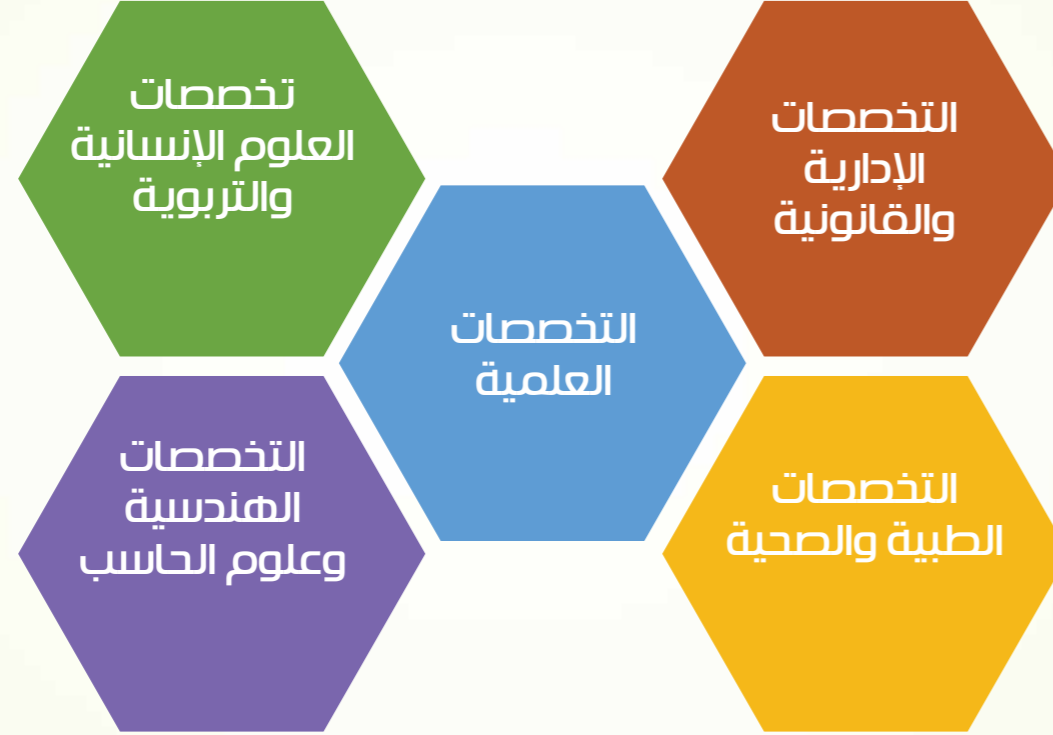 التخصصات
الإدارية
والقانونية
تخصصات
العلوم الإنسانية
والتربوية
التخصصات
العلمية
التخصصات
الطبية والصحية
التخصصات
الهندسية
وعلوم الحاسب